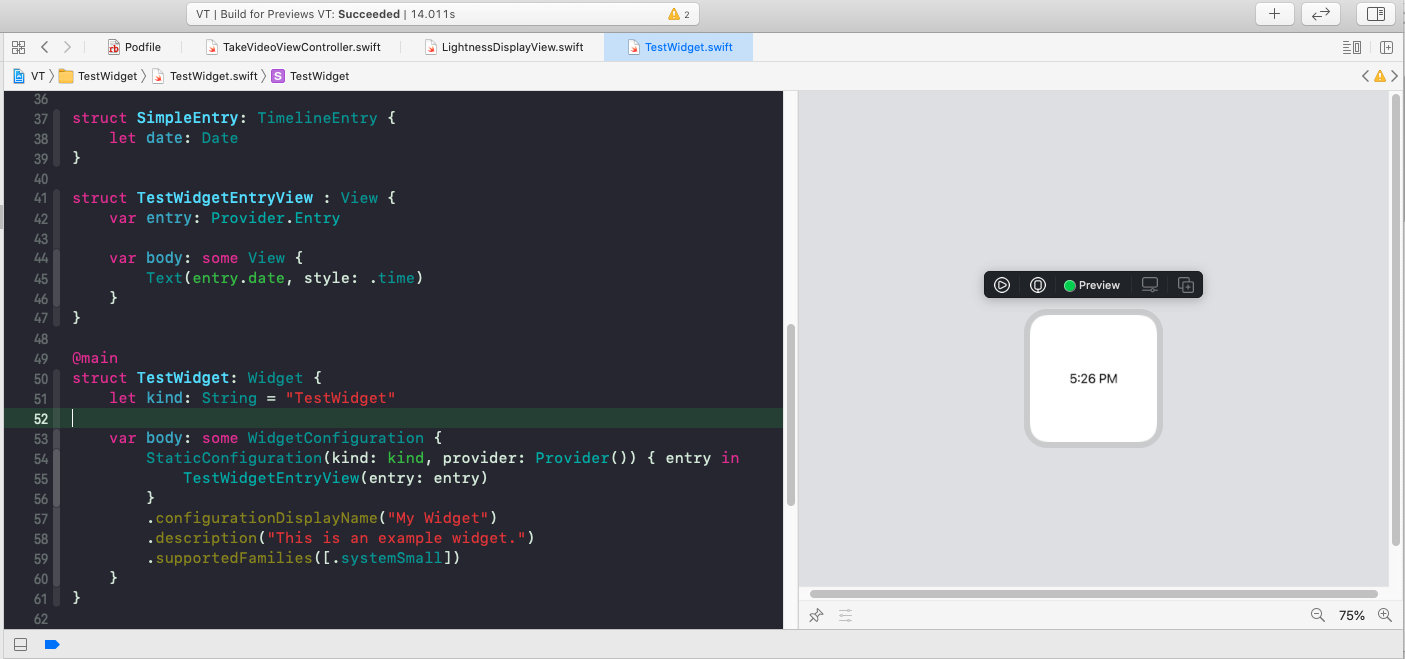 VT | Build for Previews VT: Succeeded | 14.011s
2
Podfile
TakeVideoViewController.swift
LightnessDisplayView.swift
TestWidget.swift
VT
TestWidget
TestWidget.swift
S TestWidget
36
37 struct SimpleEntry: TimelineEntry {
38     let date: Date
39 }
40
41 struct TestWidgetEntryView : View {
42     var entry: Provider.Entry
43
44     var body: some View {
45         Text(entry.date, style: .time)
46     }
47 }
48
49 @main
50 struct TestWidget: Widget {
51     let kind: String = "TestWidget"
52
53     var body: some WidgetConfiguration {
54         StaticConfiguration(kind: kind, provider: Provider()) { entry in
55             TestWidgetEntryView(entry: entry)
56         }
57         .configurationDisplayName("My Widget")
58         .description("This is an example widget.")
59         .supportedFamilies([.systemSmall])
60     }
61 }
62
Preview
5:26 PM
75%